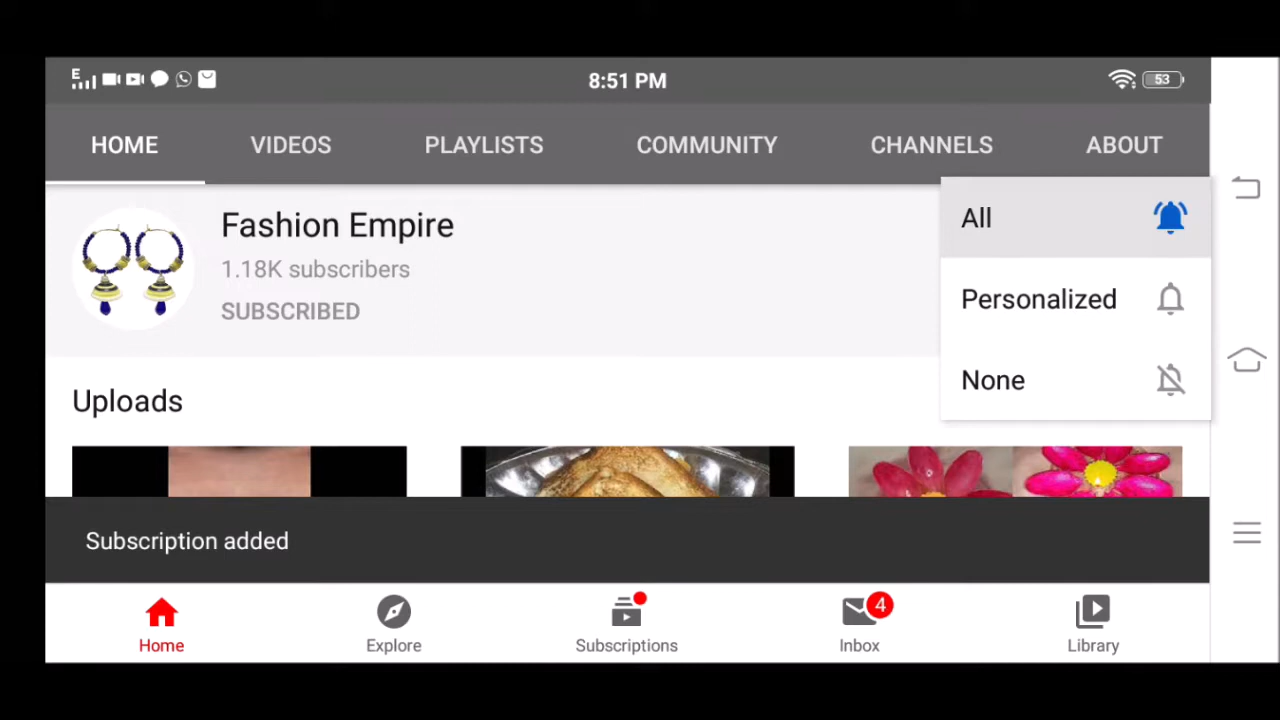 E 8:51 PM 53
HOME VIDEOS PLAYLISTS COMMUNITY CHANNELS ABOUT
Fashion Empire
1.18K subscribers
SUBSCRIBED
All
Personalized
None
Uploads
Subscription added
4
Home Explore Subscriptions Inbox Library